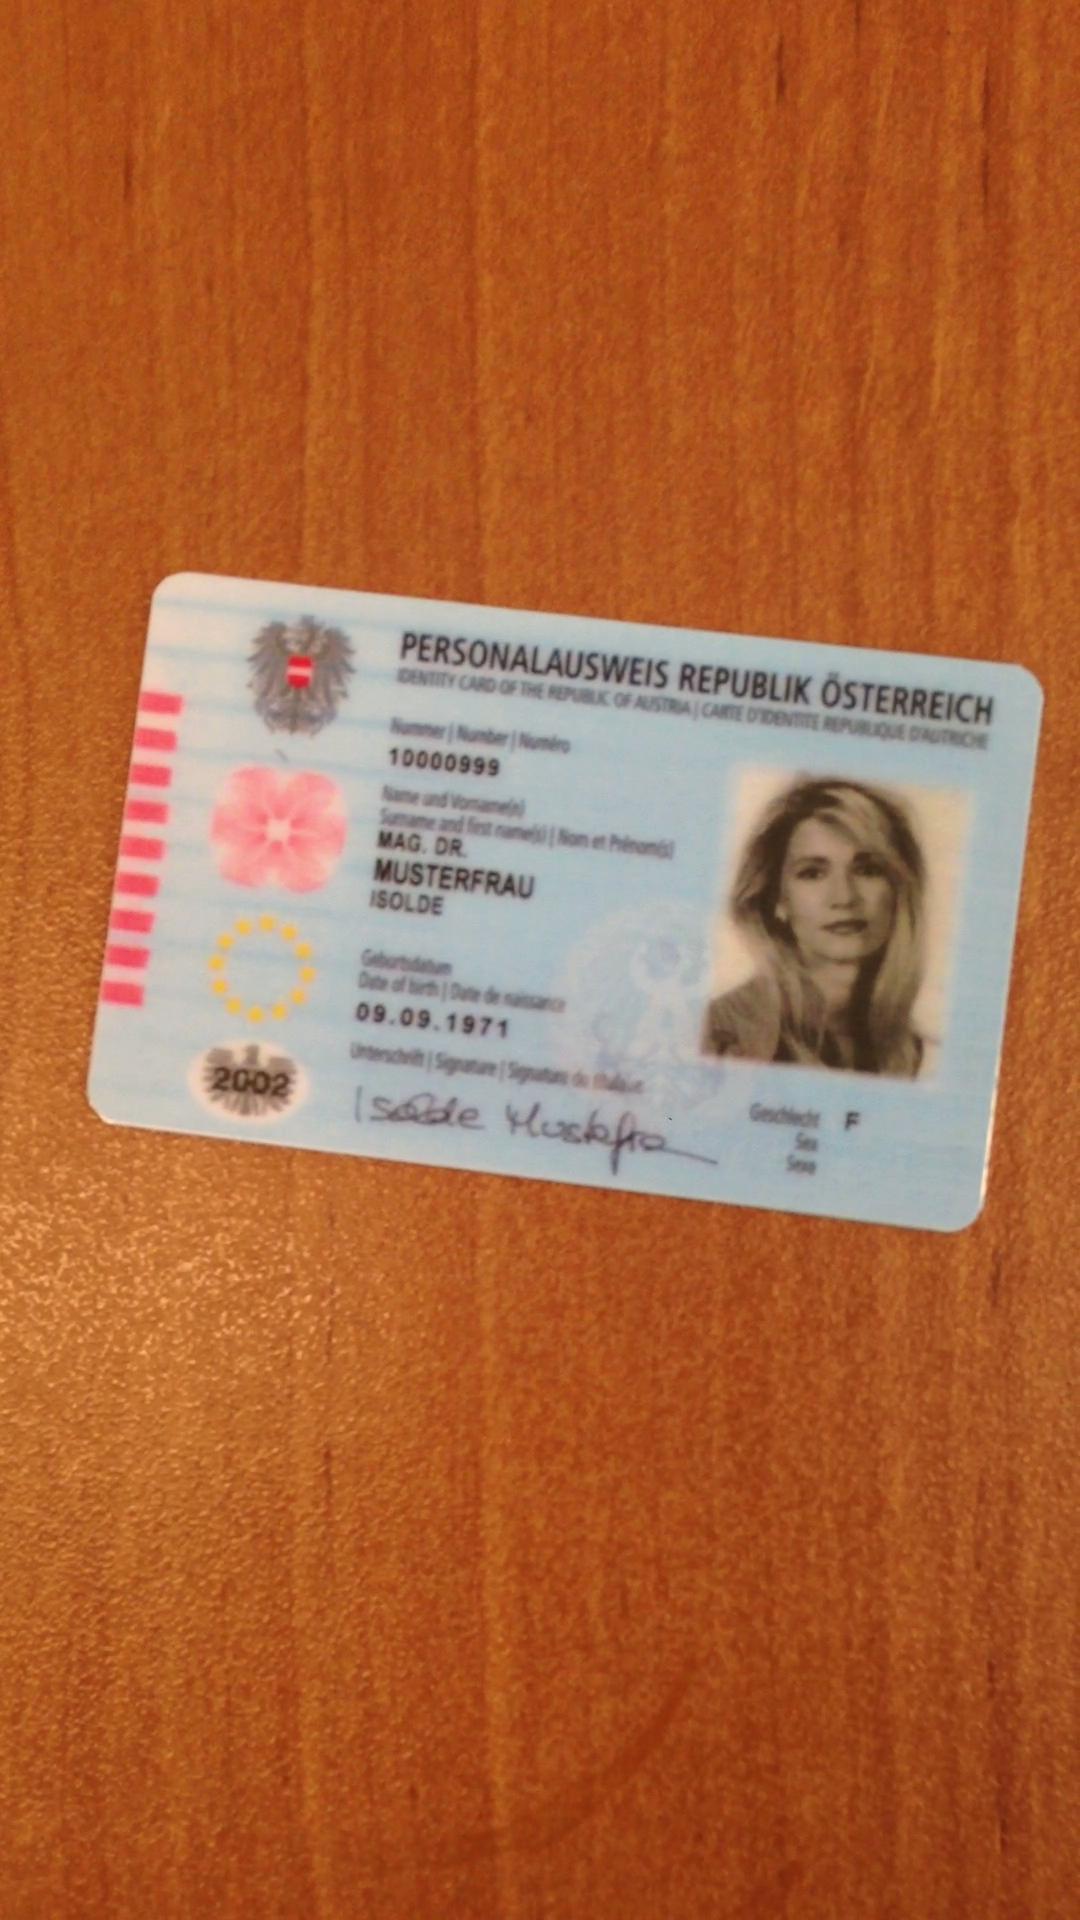 PERSONALAUSWEIS REPUBLIK ÖSTERREICH
IDENTITY CARD OF THE REPUBLIC OF AUSTRIA | CARTE D'IDENTITE REPUBLIQUE D'AUTRICHE
Nummer | Number | Numéro
10000999
Name und Vorname(n)
Surname and first name(s) | Nom et Prénom(s)
MAG. DR.
MUSTERFRAU
ISOLDE
Geburtsdatum
Date of birth | Date de naissance
09.09.1971
Unterschrift | Signature | Signature du titulaire
Isolde Musterfrau
2002
Geschlecht F
Sex
Sexe